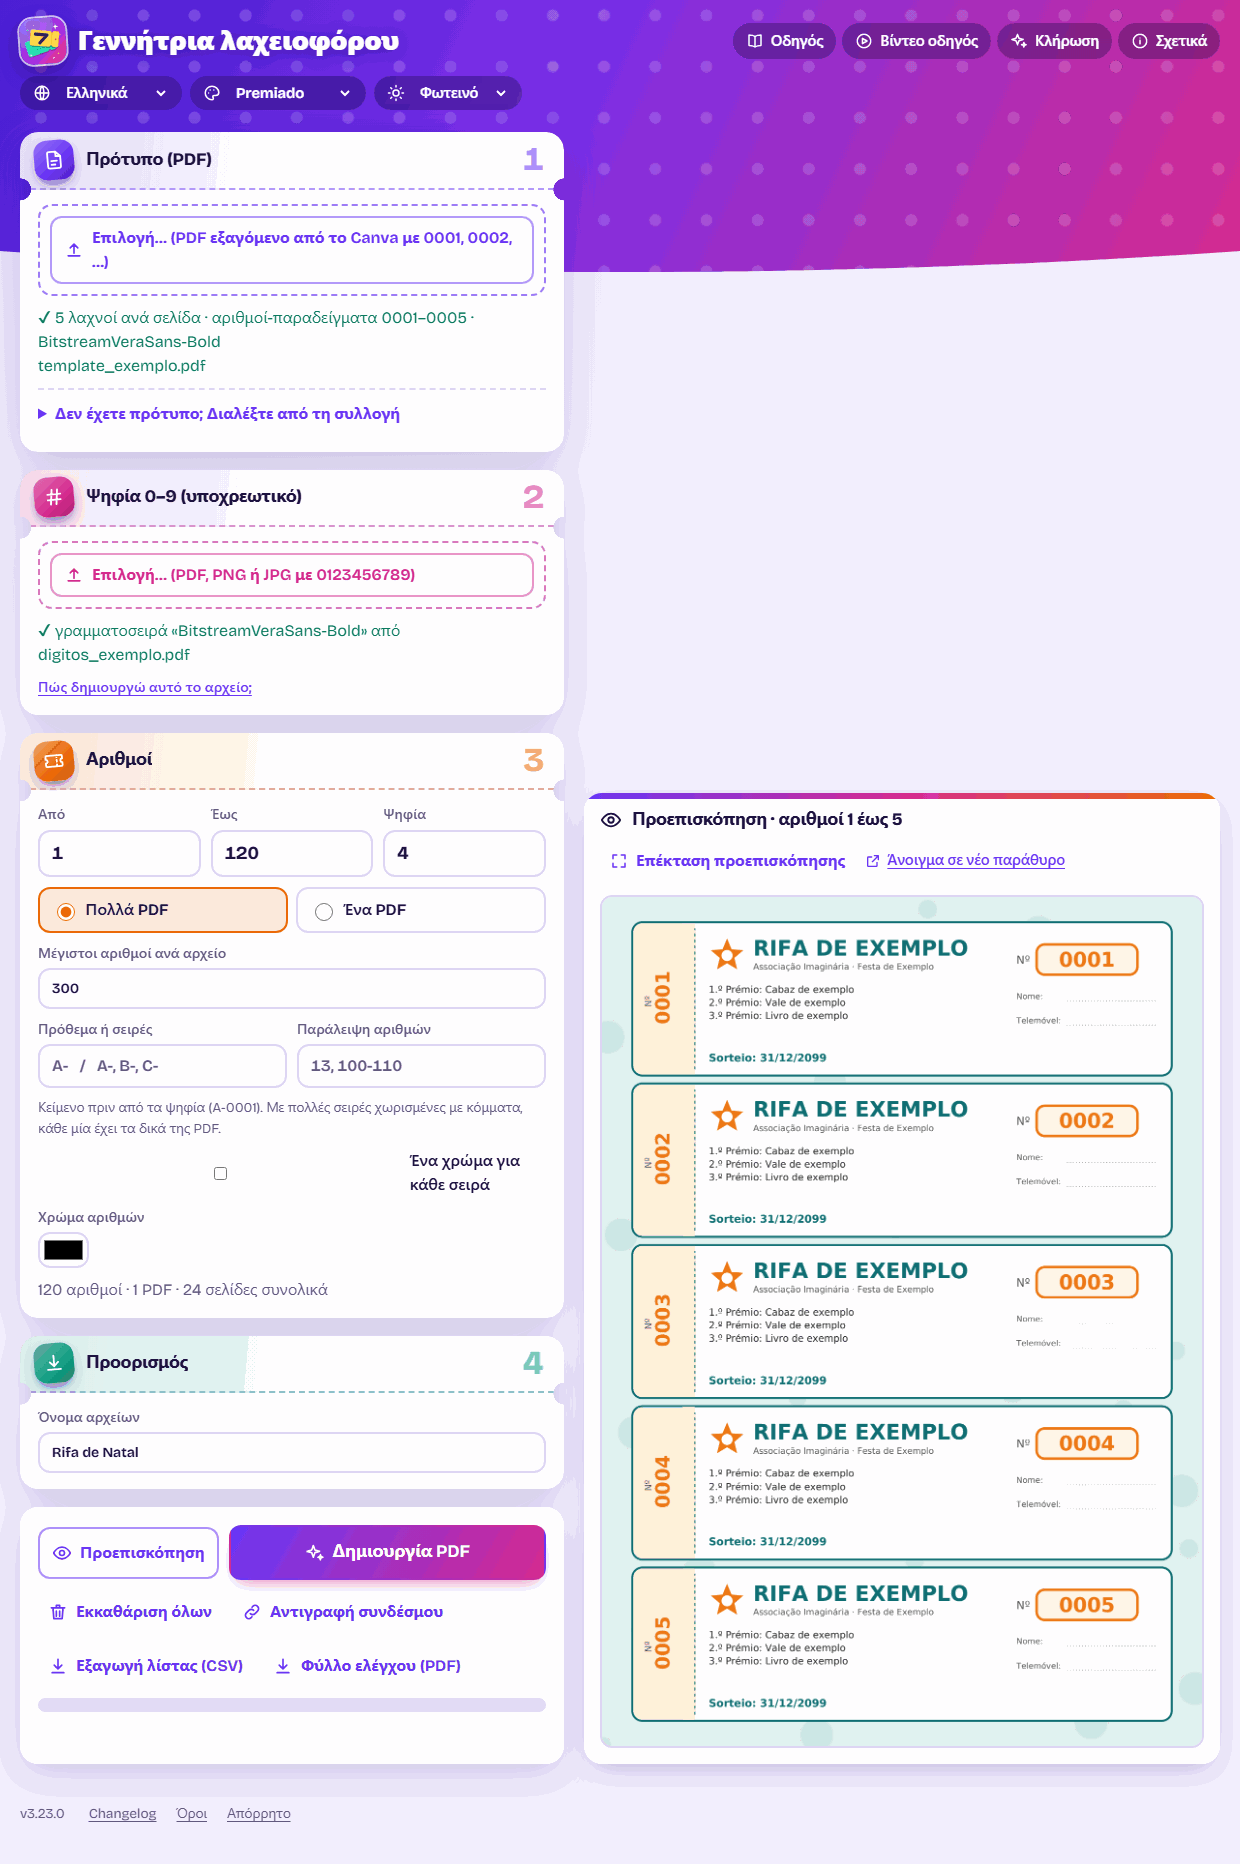 Γεννήτρια λαχειοφόρου
Οδηγός
Βίντεο οδηγός
Κλήρωση
Σχετικά
Ελληνικά
Premiado
Φωτεινό
Πρότυπο (PDF)
1
Επιλογή... (PDF εξαγόμενο από το Canva με 0001, 0002,
...)
✓ 5 λαχνοί ανά σελίδα · αριθμοί-παραδείγματα 0001–0005 ·
BitstreamVeraSans-Bold
template_exemplo.pdf
Δεν έχετε πρότυπο; Διαλέξτε από τη συλλογή
Ψηφία 0–9 (υποχρεωτικό)
2
Επιλογή... (PDF, PNG ή JPG με 0123456789)
✓ γραμματοσειρά «BitstreamVeraSans-Bold» από
digitos_exemplo.pdf
Πώς δημιουργώ αυτό το αρχείο;
Αριθμοί
3
Από
Έως
Ψηφία
1
120
4
Πολλά PDF
Ένα PDF
Μέγιστοι αριθμοί ανά αρχείο
300
Πρόθεμα ή σειρές
Παράλειψη αριθμών
A- / A-, B-, C-
13, 100-110
Κείμενο πριν από τα ψηφία (A-0001). Με πολλές σειρές χωρισμένες με κόμματα,
κάθε μία έχει τα δικά της PDF.
Ένα χρώμα για
κάθε σειρά
Χρώμα αριθμών
120 αριθμοί · 1 PDF · 24 σελίδες συνολικά
Προορισμός
4
Όνομα αρχείων
Rifa de Natal
Προεπισκόπηση
Δημιουργία PDF
Εκκαθάριση όλων
Αντιγραφή συνδέσμου
Εξαγωγή λίστας (CSV)
Φύλλο ελέγχου (PDF)
Προεπισκόπηση · αριθμοί 1 έως 5
Επέκταση προεπισκόπησης
Άνοιγμα σε νέο παράθυρο
Nº 0001
RIFA DE EXEMPLO
Associação Imaginária · Festa de Exemplo
1.º Prémio: Cabaz de exemplo
2.º Prémio: Vale de exemplo
3.º Prémio: Livro de exemplo
Sorteio: 31/12/2099
Nº 0001
Nome:
Telemóvel:
Nº 0002
RIFA DE EXEMPLO
Associação Imaginária · Festa de Exemplo
1.º Prémio: Cabaz de exemplo
2.º Prémio: Vale de exemplo
3.º Prémio: Livro de exemplo
Sorteio: 31/12/2099
Nº 0002
Nome:
Telemóvel:
Nº 0003
RIFA DE EXEMPLO
Associação Imaginária · Festa de Exemplo
1.º Prémio: Cabaz de exemplo
2.º Prémio: Vale de exemplo
3.º Prémio: Livro de exemplo
Sorteio: 31/12/2099
Nº 0003
Nome:
Telemóvel:
Nº 0004
RIFA DE EXEMPLO
Associação Imaginária · Festa de Exemplo
1.º Prémio: Cabaz de exemplo
2.º Prémio: Vale de exemplo
3.º Prémio: Livro de exemplo
Sorteio: 31/12/2099
Nº 0004
Nome:
Telemóvel:
Nº 0005
RIFA DE EXEMPLO
Associação Imaginária · Festa de Exemplo
1.º Prémio: Cabaz de exemplo
2.º Prémio: Vale de exemplo
3.º Prémio: Livro de exemplo
Sorteio: 31/12/2099
Nº 0005
Nome:
Telemóvel:
v3.23.0
Changelog
Όροι
Απόρρητο